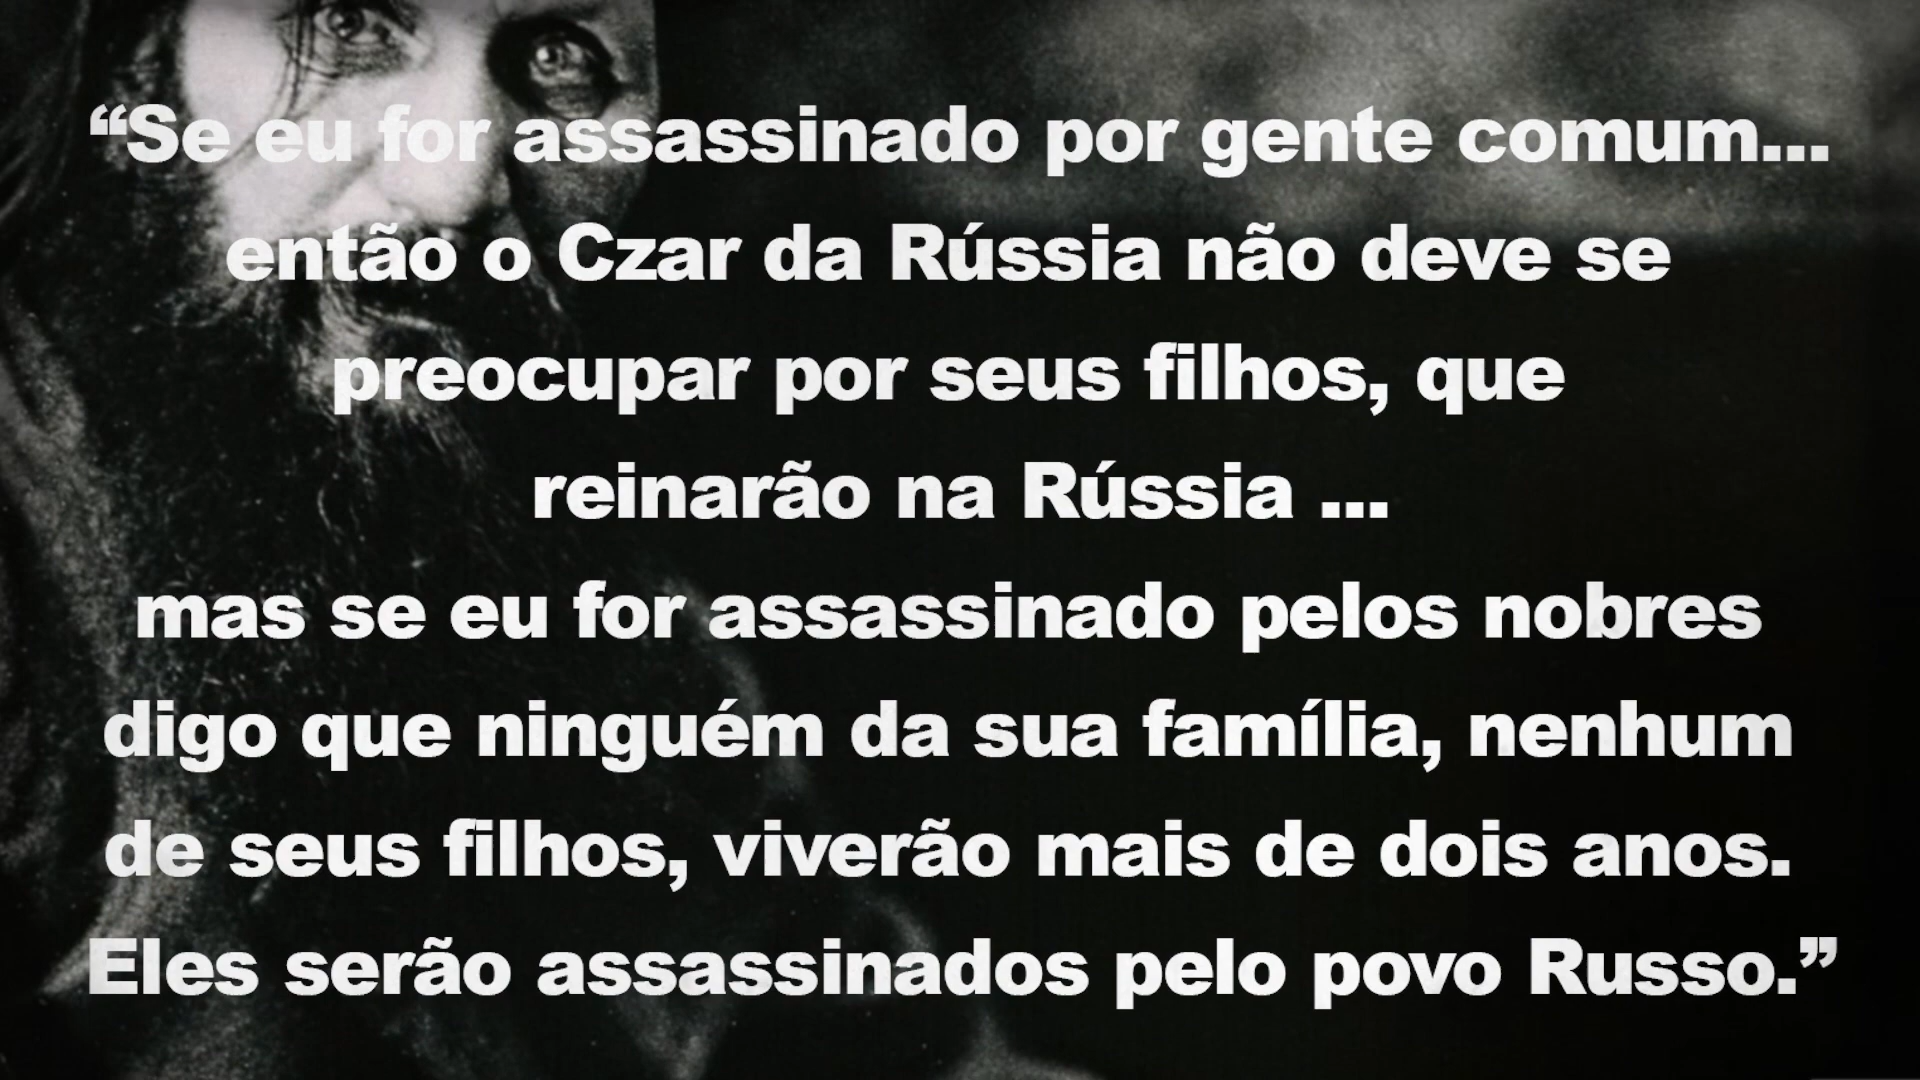 “Se eu for assassinado por gente comum...
então o Czar da Rússia não deve se
preocupar por seus filhos, que
reinarão na Rússia ...
mas se eu for assassinado pelos nobres
digo que ninguém da sua família, nenhum
de seus filhos, viverão mais de dois anos.
Eles serão assassinados pelo povo Russo.”